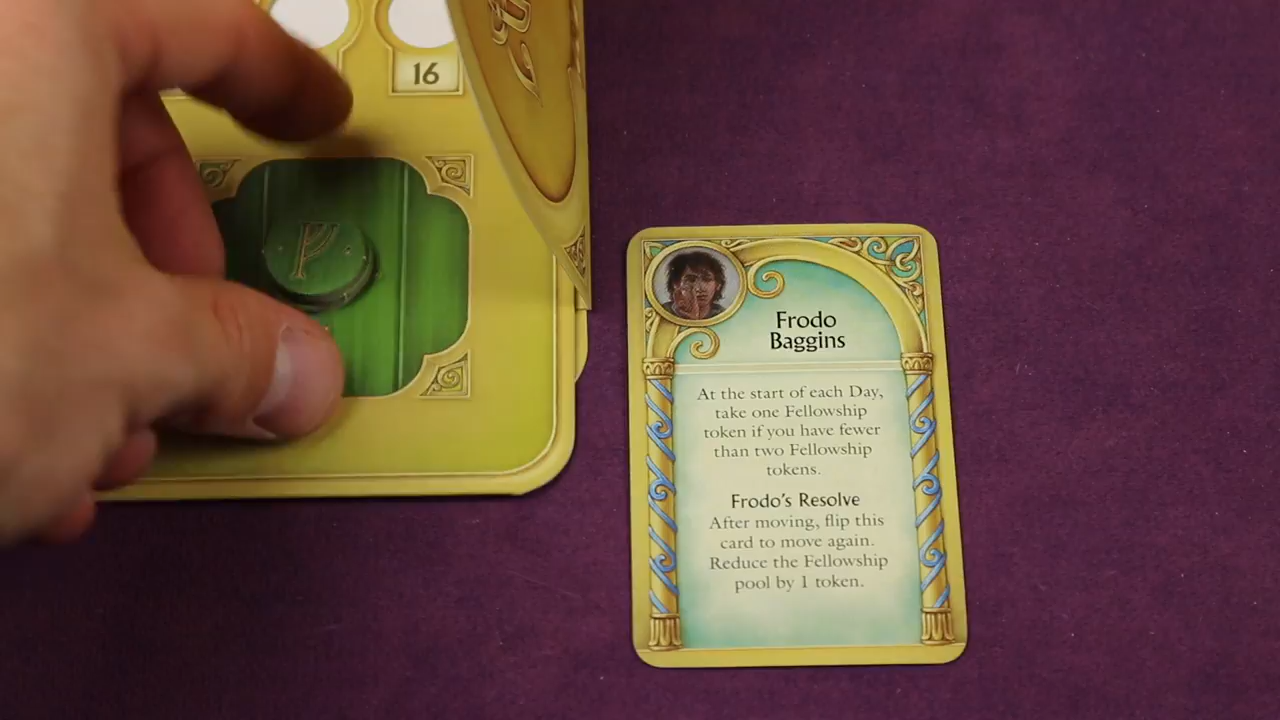 16
Frodo
Baggins
At the start of each Day,
take one Fellowship
token if you have fewer
than two Fellowship
tokens.
Frodo's Resolve
After moving, flip this
card to move again.
Reduce the Fellowship
pool by 1 token.